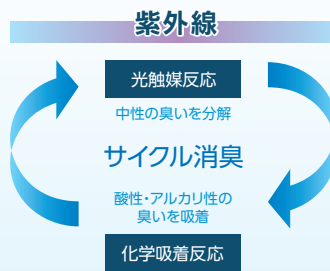 紫外線
光触媒反応
中性の臭いを分解
サイクル消臭
酸性・アルカリ性の
臭いを吸着
化学吸着反応